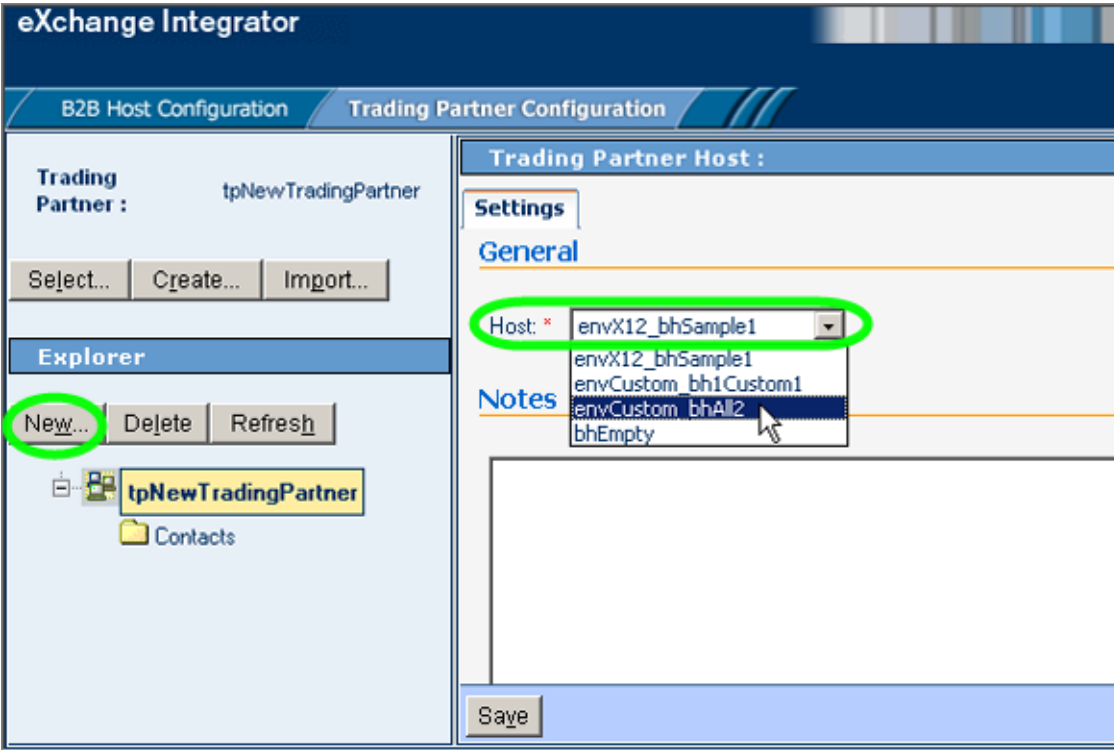 eXchange Integrator
B2B Host Configuration
Trading Partner Configuration
Trading
Partner :
tpNewTradingPartner
Select...
Create...
Import...
Explorer
New...
Delete
Refresh
tpNewTradingPartner
Contacts
Trading Partner Host :
Settings
General
Host: *
envX12_bhSample1
envX12_bhSample1
envCustom_bh1Custom1
envCustom_bhAll2
bhEmpty
Notes
Save